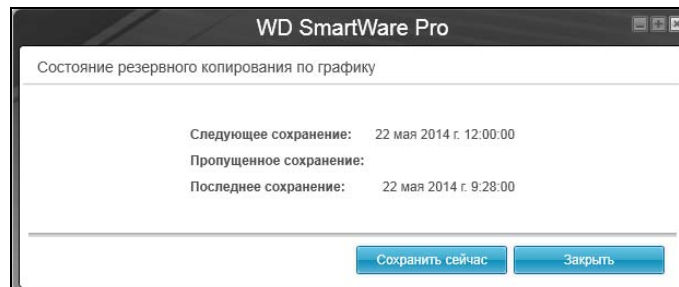 WD SmartWare Pro
Состояние резервного копирования по графику
Следующее сохранение: 22 мая 2014 г. 12:00:00
Пропущенное сохранение:
Последнее сохранение: 22 мая 2014 г. 9:28:00
Сохранить сейчас Закрыть